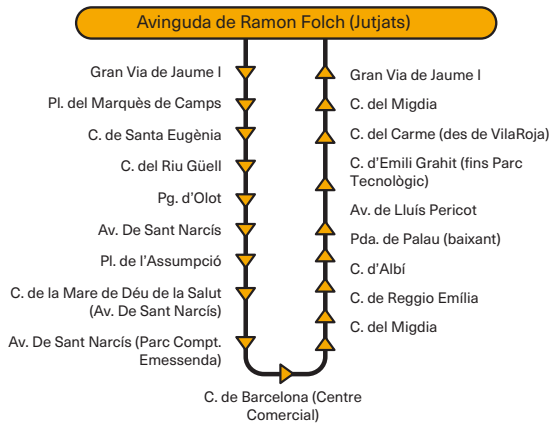 Avinguda de Ramon Folch (Jutjats)
Gran Via de Jaume I
Pl. del Marquès de Camps
C. de Santa Eugènia
C. del Riu Güell
Pg. d'Olot
Av. De Sant Narcís
Pl. de l'Assumpció
C. de la Mare de Déu de la Salut
(Av. De Sant Narcís)
Av. De Sant Narcís (Parc Compt.
Emessenda)
C. de Barcelona (Centre
Comercial)
Gran Via de Jaume I
C. del Migdia
C. del Carme (des de VilaRoja)
C. d'Emili Grahit (fins Parc
Tecnològic)
Av. de Lluís Pericot
Pda. de Palau (baixant)
C. d'Albí
C. de Reggio Emília
C. del Migdia